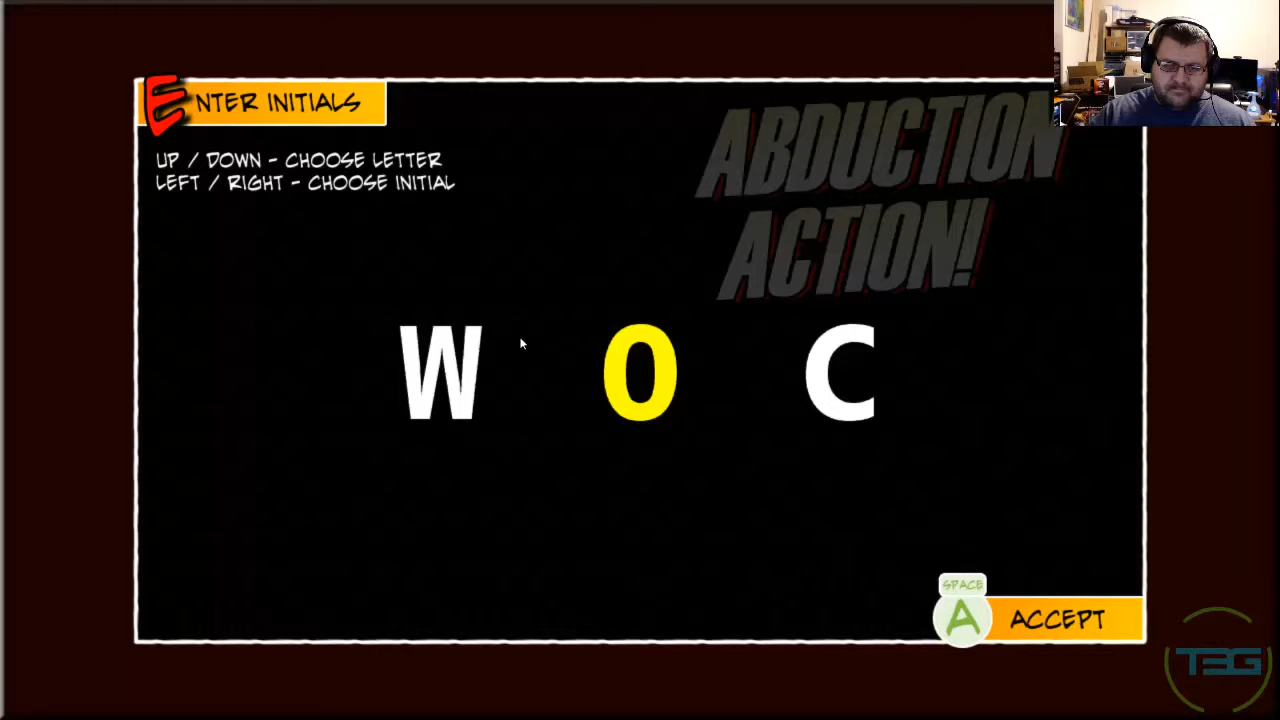 ENTER INITIALS
UP / DOWN - CHOOSE LETTER
LEFT / RIGHT - CHOOSE INITIAL
ABDUCTION
ACTION!
W O C
SPACE
A ACCEPT
TBG